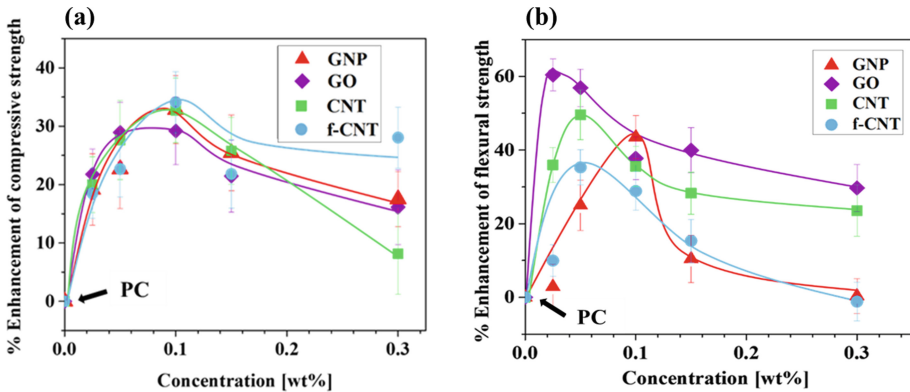 (a)
% Enhancement of compressive strength
40
30
20
10
0
GNP
GO
CNT
f-CNT
PC
0.0
0.1
0.2
0.3
Concentration [wt%]
(b)
% Enhancement of flexural strength
80
60
40
20
0
GNP
GO
CNT
f-CNT
PC
0.0
0.1
0.2
0.3
Concentration [wt%]